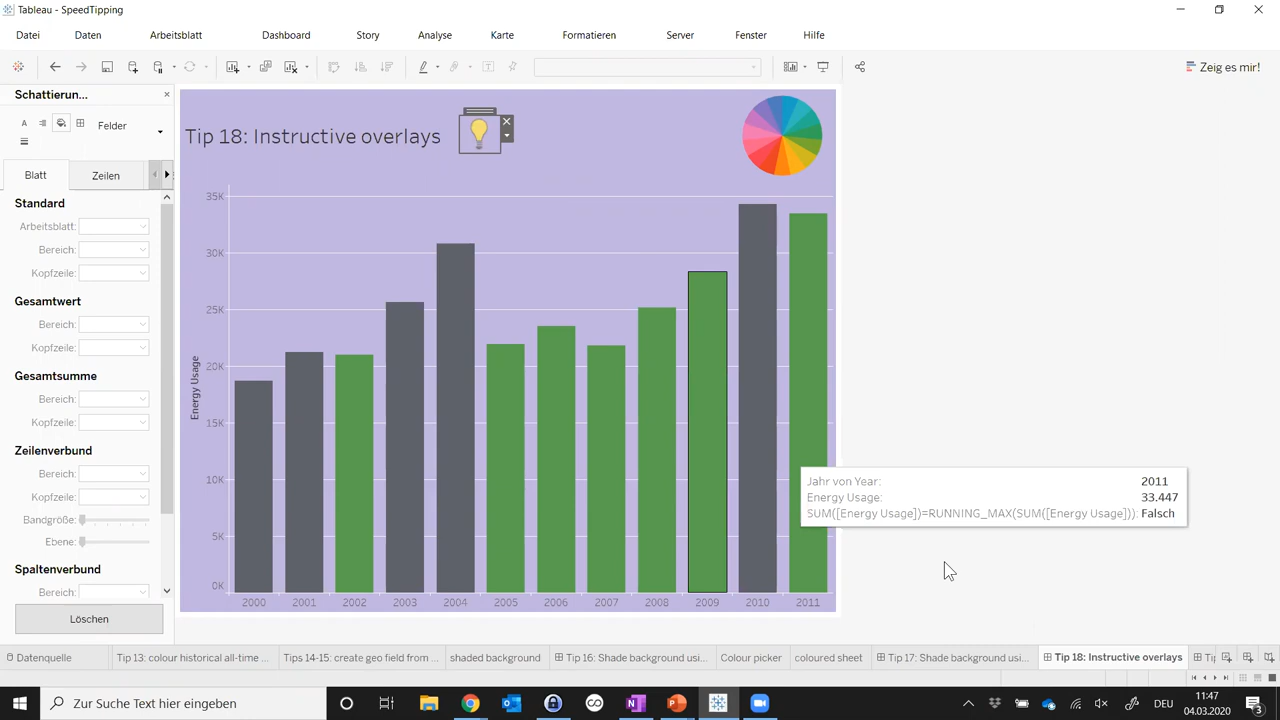 Tableau - SpeedTipping
Datei Daten Arbeitsblatt Dashboard Story Analyse Karte Formatieren Server Fenster Hilfe
Zeig es mir!
Schattierun...
Felder
Blatt Zeilen
Standard
Arbeitsblatt:
Bereich:
Kopfzeile:
Gesamtwert
Bereich:
Kopfzeile:
Gesamtsumme
Bereich:
Kopfzeile:
Zeilenverbund
Bereich:
Kopfzeile:
Bandgröße:
Ebene:
Spaltenverbund
Bereich:
Löschen
Tip 18: Instructive overlays
Energy Usage
35K
30K
25K
20K
15K
10K
5K
0K
2000 2001 2002 2003 2004 2005 2006 2007 2008 2009 2010 2011
Jahr von Year: 2011
Energy Usage: 33.447
SUM([Energy Usage])=RUNNING_MAX(SUM([Energy Usage])): Falsch
Datenquelle Tip 13: colour historical all-time ... Tips 14-15: create geo field from ... shaded background Tip 16: Shade background usi... Colour picker coloured sheet Tip 17: Shade background usi... Tip 18: Instructive overlays
Zur Suche Text hier eingeben
DEU
11:47
04.03.2020
3